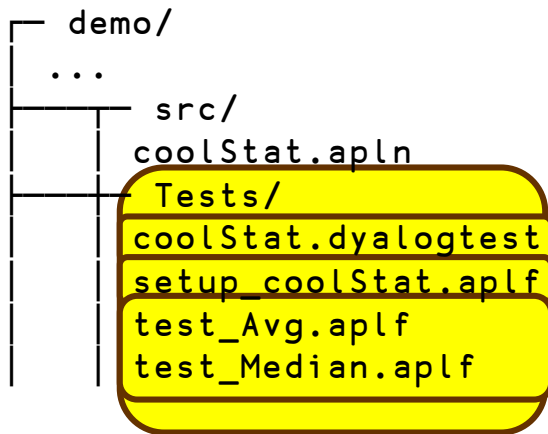 demo/
...
src/
coolStat.apln
Tests/
coolStat.dyalogtest
setup_coolStat.aplf
test_Avg.aplf
test_Median.aplf